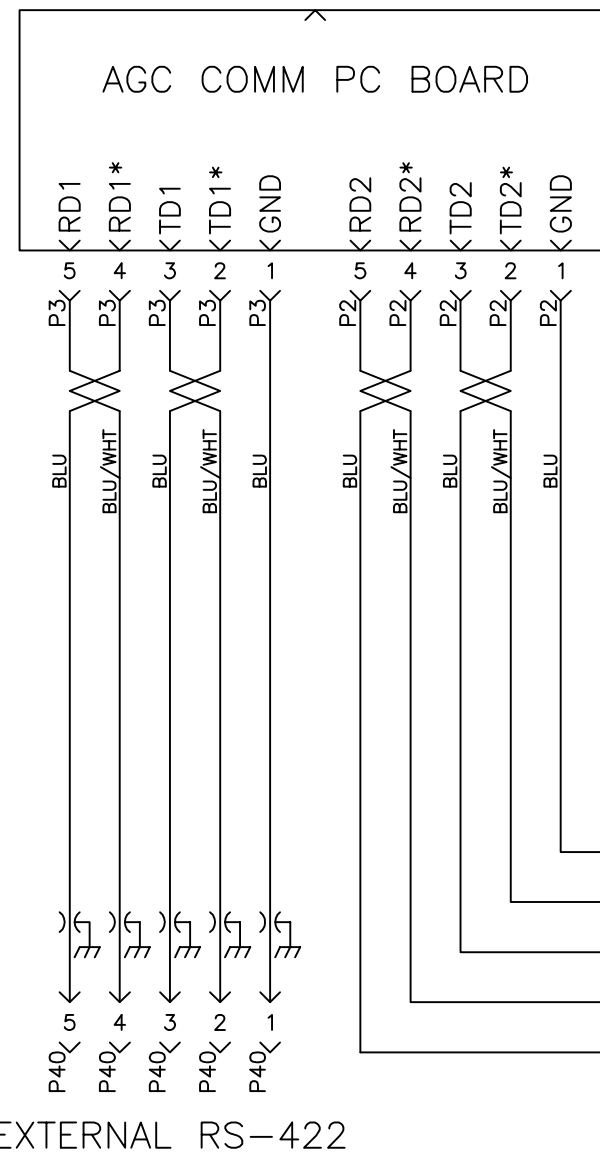 AGC COMM PC BOARD
RD1 RD1* TD1 TD1* GND RD2 RD2* TD2 TD2* GND
5 4 3 2 1 5 4 3 2 1
P3 P3 P3 P3 P3 P2 P2 P2 P2 P2
BLU BLU/WHT BLU BLU/WHT BLU BLU BLU/WHT BLU BLU/WHT BLU
5 4 3 2 1
P40 P40 P40 P40 P40
EXTERNAL RS-422